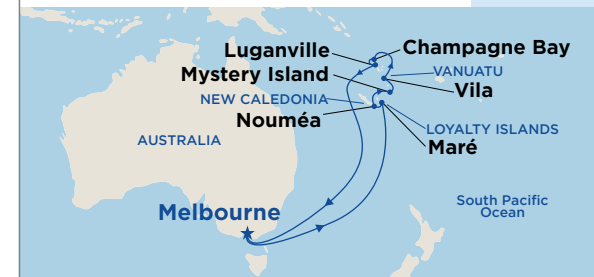 Luganville
Champagne Bay
Mystery Island
VANUATU
Vila
NEW CALEDONIA
Nouméa
LOYALTY ISLANDS
AUSTRALIA
Maré
Melbourne
South Pacific
Ocean